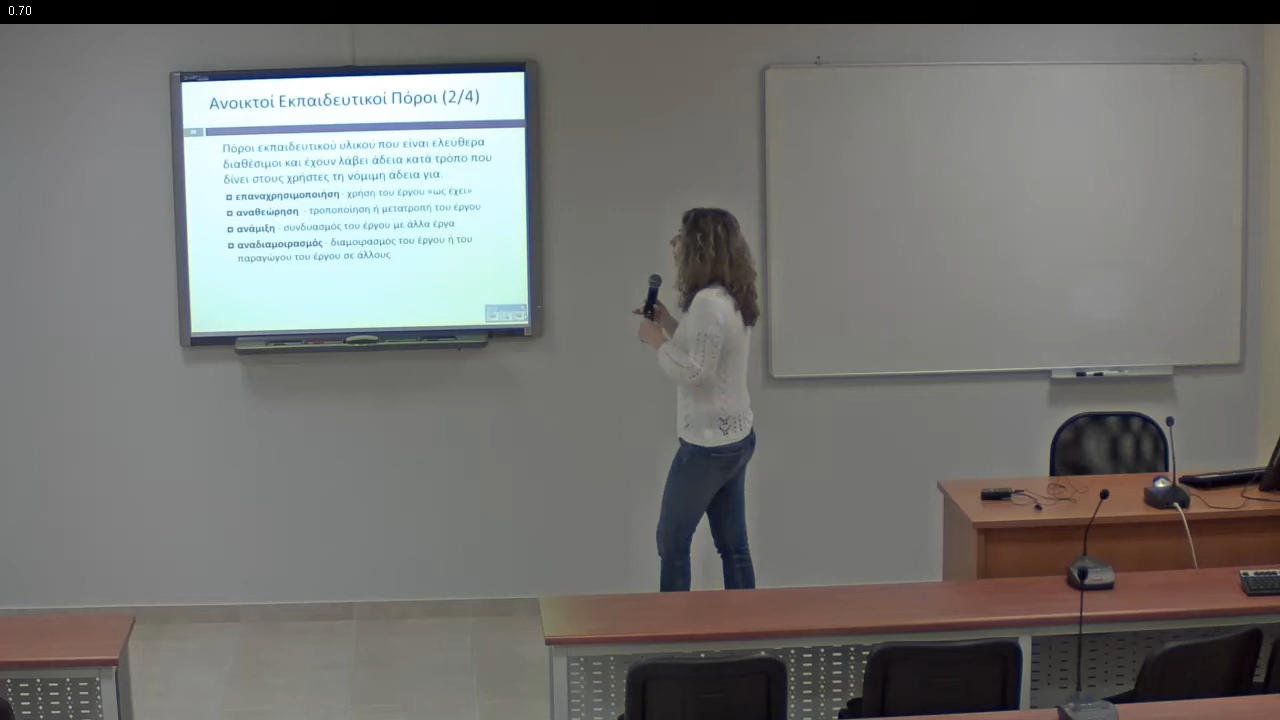 0.70
Ανοικτοί Εκπαιδευτικοί Πόροι (2/4)
Πόροι εκπαιδευτικού υλικού που είναι ελεύθερα
διαθέσιμοι και έχουν λάβει άδεια κατά τρόπο που
δίνει στους χρήστες τη νόμιμη άδεια για.
επαναχρησιμοποίηση - χρήση του έργου «ως έχει»
αναθεώρηση - τροποποίηση ή μετατροπή του έργου
ανάμιξη - συνδυασμός του έργου με άλλα έργα
αναδιαμοιρασμός - διαμοιρασμός του έργου ή του
παραγώγου του έργου σε άλλους